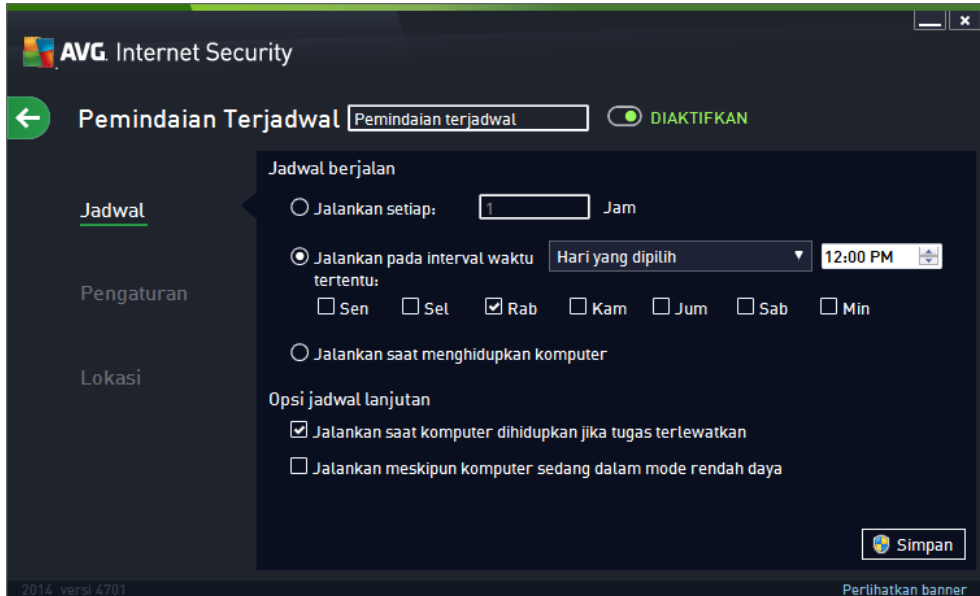 AVG. Internet Security
Pemindaian Terjadwal Pemindaian terjadwal DIAKTIFKAN
Jadwal
Pengaturan
Lokasi
Jadwal berjalan
Jalankan setiap: 1 Jam
Jalankan pada interval waktu tertentu: Hari yang dipilih 12:00 PM
Sen Sel Rab Kam Jum Sab Min
Jalankan saat menghidupkan komputer
Opsi jadwal lanjutan
Jalankan saat komputer dihidupkan jika tugas terlewatkan
Jalankan meskipun komputer sedang dalam mode rendah daya
Simpan
2014 versi 4701
Perlihatkan banner